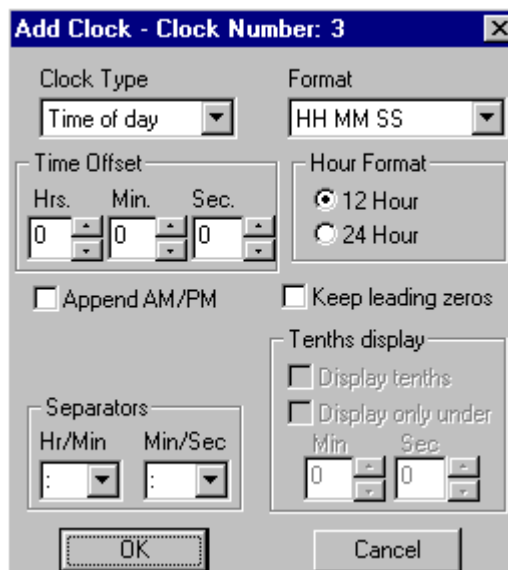 Add Clock - Clock Number: 3
Clock Type Format
Time of day HH MM SS
Time Offset Hour Format
Hrs. Min. Sec. 12 Hour
0 0 0 24 Hour
Append AM/PM Keep leading zeros
Tenths display
Display tenths
Separators Display only under
Hr/Min Min/Sec Min Sec
: : 0 0
OK Cancel